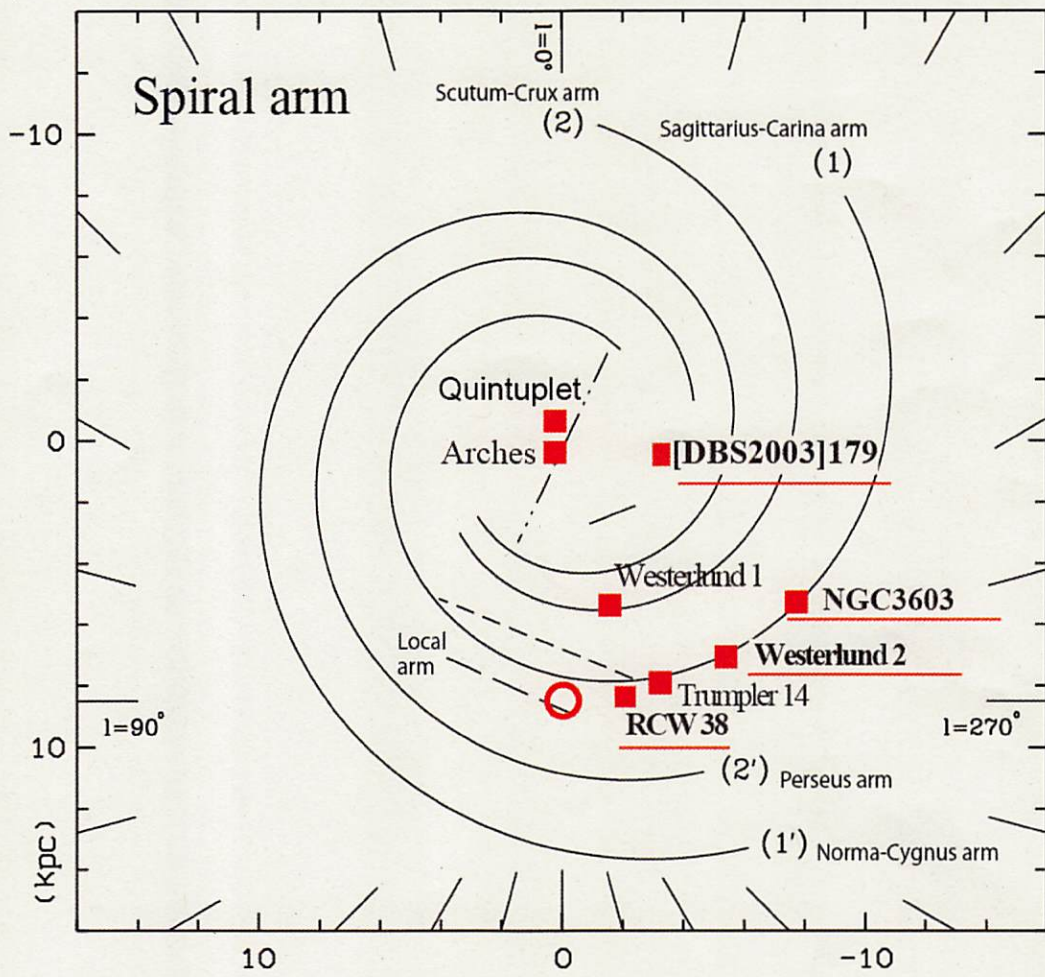 l=0°
Spiral arm
Scutum-Crux arm
(2)
Sagittarius-Carina arm
(1)
-10
Quintuplet
0
Arches
[DBS2003]179
Westerlund 1
NGC3603
Local
arm
Westerlund 2
Trumpler 14
RCW 38
l=90°
l=270°
10
(2') Perseus arm
(1') Norma-Cygnus arm
(kpc)
10
0
-10